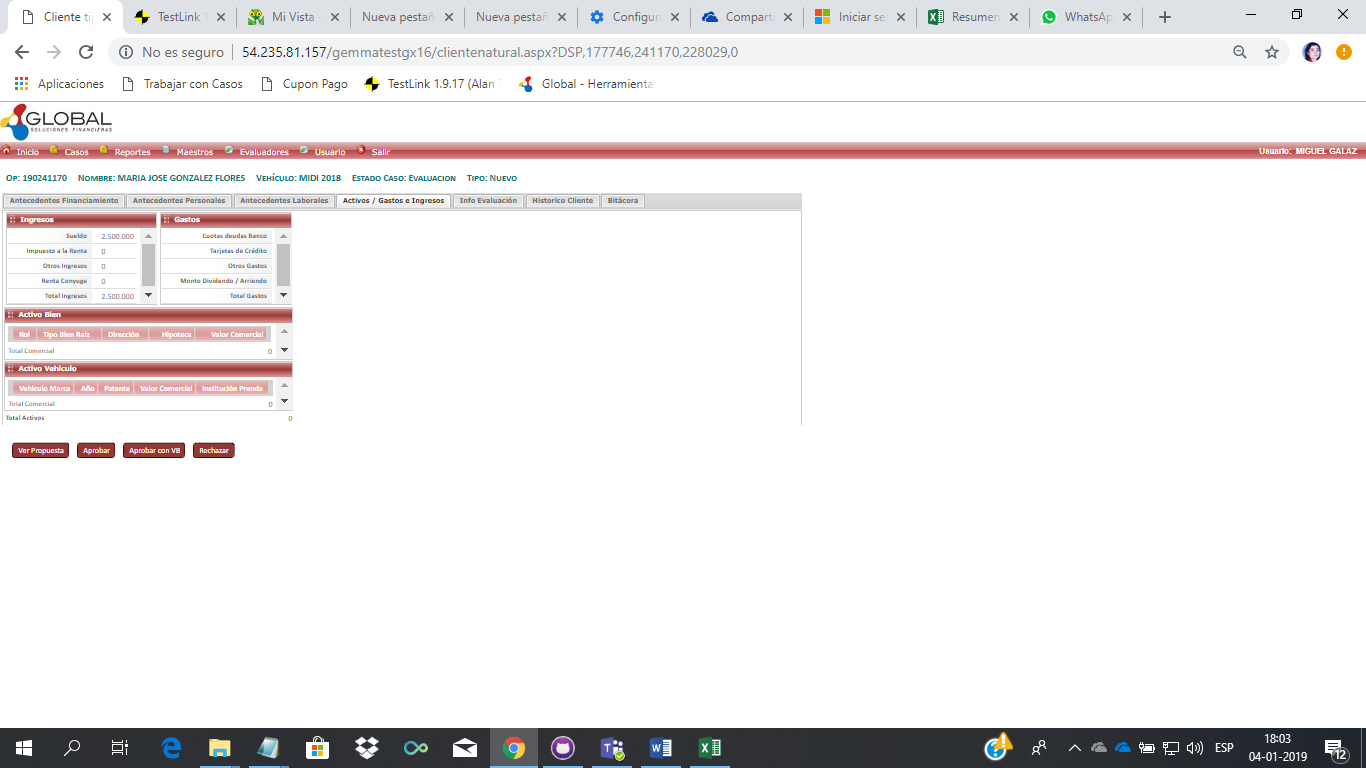 Cliente ti
TestLink 1
Mi Vista -
Nueva pestañ
Nueva pestañ
Configura
Comparti
Iniciar se
Resumen
WhatsAp
No es seguro | 54.235.81.157/gemmatestgx16/clientenatural.aspx?DSP,177746,241170,228029,0
Aplicaciones Trabajar con Casos Cupon Pago TestLink 1.9.17 (Alan Global - Herramienta
GLOBAL
SOLUCIONES FINANCIERAS
Inicio Casos Reportes Maestros Evaluadores Usuario Salir Usuario: MIGUEL GALAZ
Op: 190241170 Nombre: MARIA JOSE GONZALEZ FLORES Vehículo: MIDI 2018 Estado Caso: Evaluacion Tipo: Nuevo
Antecedentes Financiamiento Antecedentes Personales Antecedentes Laborales Activos / Gastos e Ingresos Info Evaluación Historico Cliente Bitácora
Ingresos
Sueldo 2.500.000
Impuesto a la Renta 0
Otros Ingresos 0
Renta Conyuge 0
Total Ingresos 2.500.000
Gastos
Cuotas deudas Banco
Tarjetas de Crédito
Otros Gastos
Monto Dividendo / Arriendo
Total Gastos
Activo Bien
Rol Tipo Bien Raiz Dirección Hipoteca Valor Comercial
Total Comercial 0
Activo Vehiculo
Vehiculo Marca Año Patente Valor Comercial Institución Prenda
Total Comercial 0
Total Activos 0
Ver Propuesta Aprobar Aprobar con VB Rechazar
ESP
18:03
04-01-2019
12